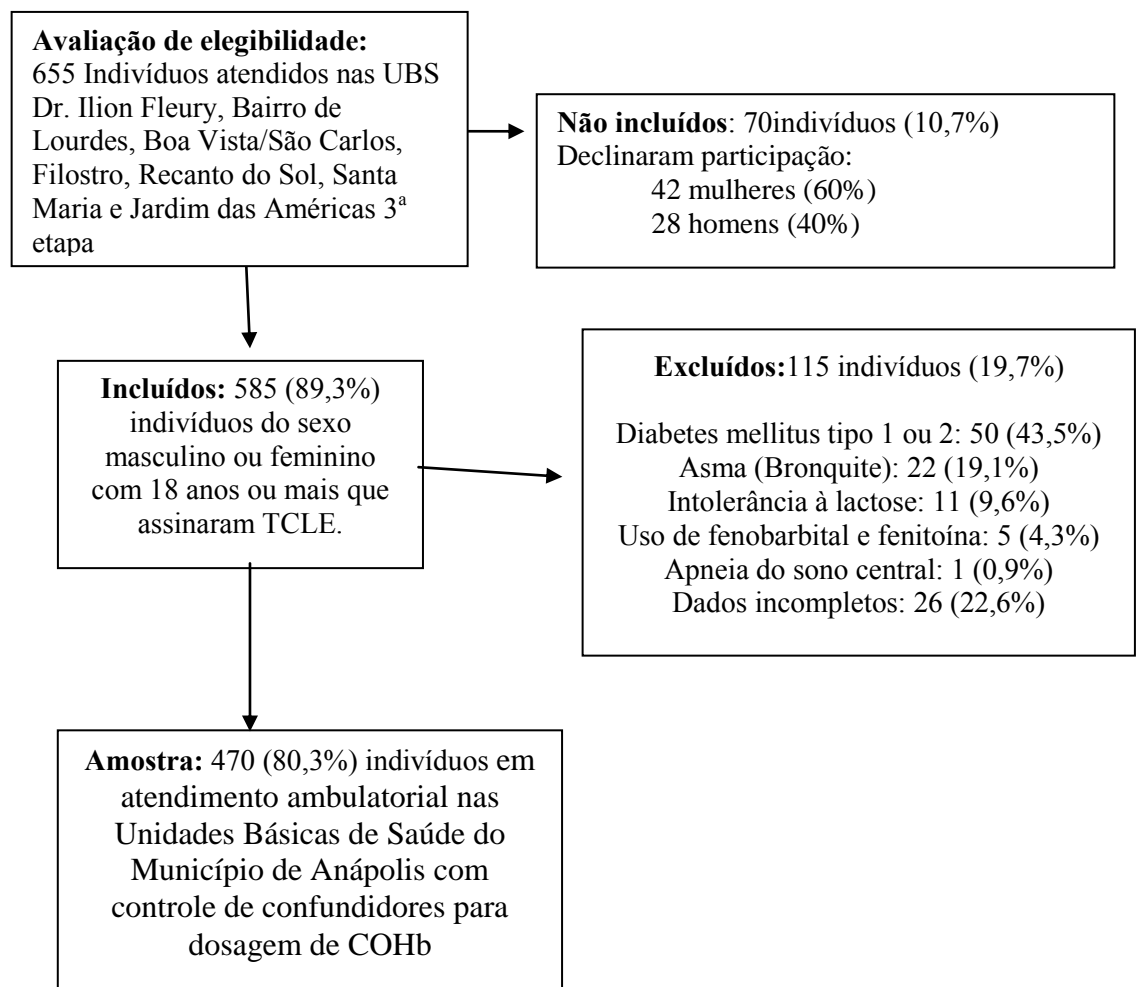 Avaliação de elegibilidade:
655 Indivíduos atendidos nas UBS
Dr. Ilion Fleury, Bairro de
Lourdes, Boa Vista/São Carlos,
Filostro, Recanto do Sol, Santa
Maria e Jardim das Américas 3ª
etapa
Não incluídos: 70indivíduos (10,7%)
Declinaram participação:
42 mulheres (60%)
28 homens (40%)
Incluídos: 585 (89,3%)
indivíduos do sexo
masculino ou feminino
com 18 anos ou mais que
assinaram TCLE.
Excluídos:115 indivíduos (19,7%)
Diabetes mellitus tipo 1 ou 2: 50 (43,5%)
Asma (Bronquite): 22 (19,1%)
Intolerância à lactose: 11 (9,6%)
Uso de fenobarbital e fenitoína: 5 (4,3%)
Apneia do sono central: 1 (0,9%)
Dados incompletos: 26 (22,6%)
Amostra: 470 (80,3%) indivíduos em
atendimento ambulatorial nas
Unidades Básicas de Saúde do
Município de Anápolis com
controle de confundidores para
dosagem de COHb